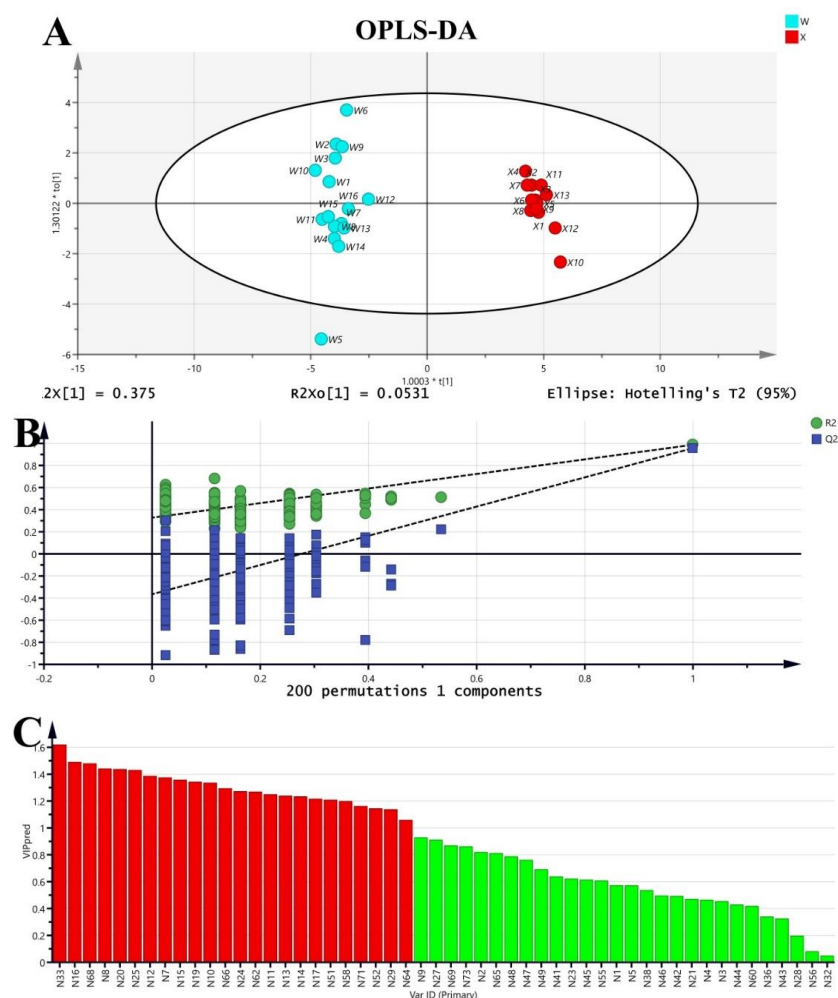 A
OPLS-DA
W
X
4
2
0
-2
-4
-6
1.30122 * to[1]
W6
W2
W9
W3
W10
W1
W16
W12
W15
W7
W11
W13
W4
W14
W5
X4
X2
X11
X7
X13
X6
X9
X8
X1
X12
X10
-15
-10
-5
0
5
10
1.0003 * t[1]
2X[1] = 0.375
R2Xo[1] = 0.0531
Ellipse: Hotelling's T2 (95%)
B
R2
Q2
0.8
0.6
0.4
0.2
0
-0.2
-0.4
-0.6
-0.8
-1
-0.2
0
0.2
0.4
0.6
0.8
1
200 permutations 1 components
C
1.6
1.4
1.2
1.0
0.8
0.6
0.4
0.2
0
VIPpred
N33
N16
N68
N8
N20
N25
N12
N7
N15
N19
N10
N66
N24
N62
N11
N13
N14
N17
N51
N58
N71
N52
N29
N64
N9
N27
N69
N73
N2
N65
N48
N47
N49
N41
N23
N45
N55
N1
N5
N38
N46
N42
N21
N4
N3
N44
N60
N36
N43
N28
N56
N32
Var ID (Primary)